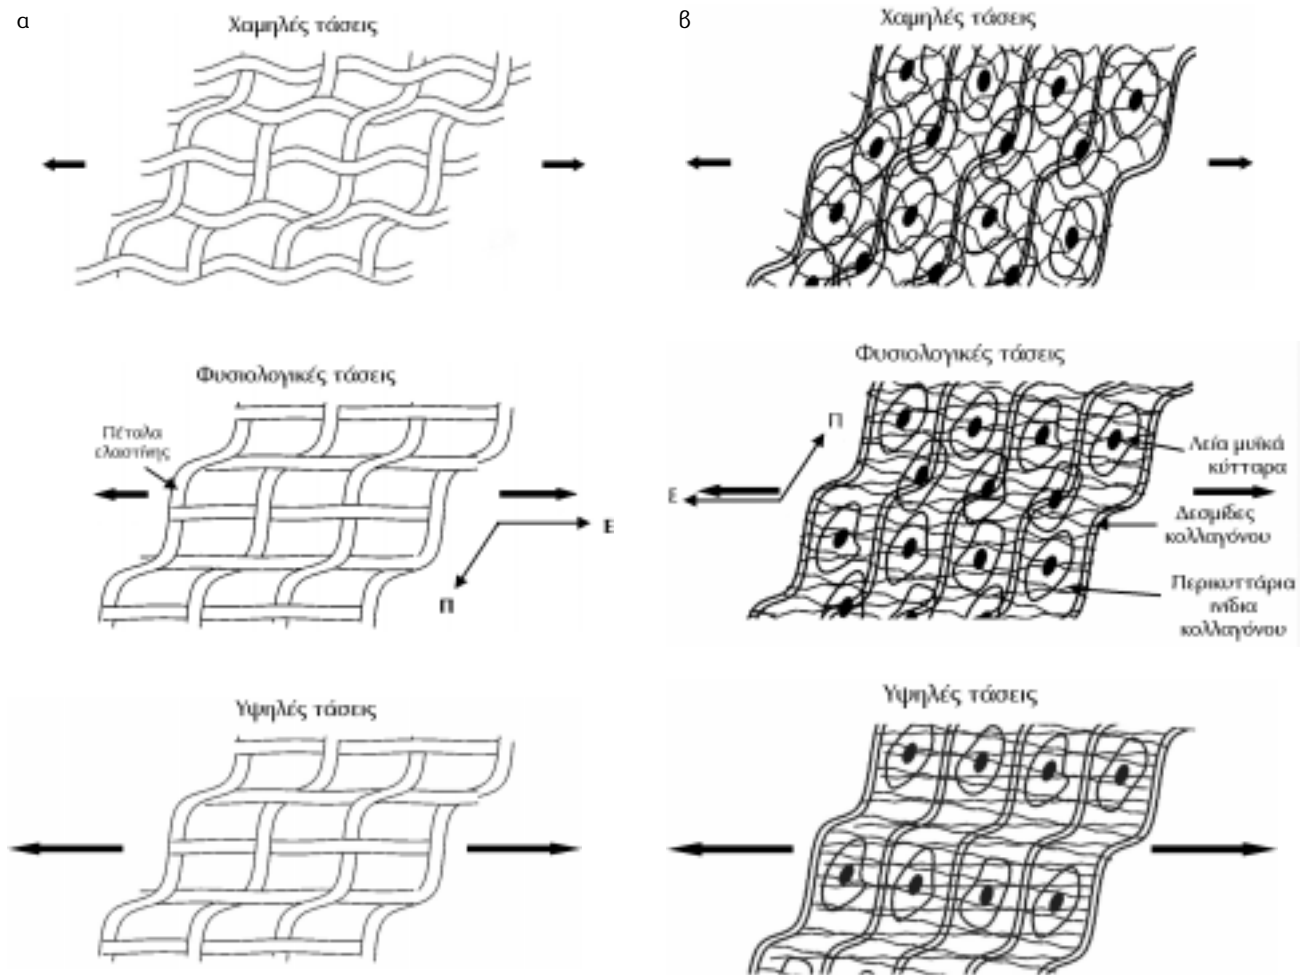 α
Χαμηλές τάσεις
β
Χαμηλές τάσεις
Φυσιολογικές τάσεις
Πέταλα
ελαστίνης
Ε
Π
Φυσιολογικές τάσεις
Π
Ε
Λεία μυϊκά
κύτταρα
Δεσμίδες
κολλαγόνου
Περικυττάρια
ινίδια
κολλαγόνου
Υψηλές τάσεις
Υψηλές τάσεις